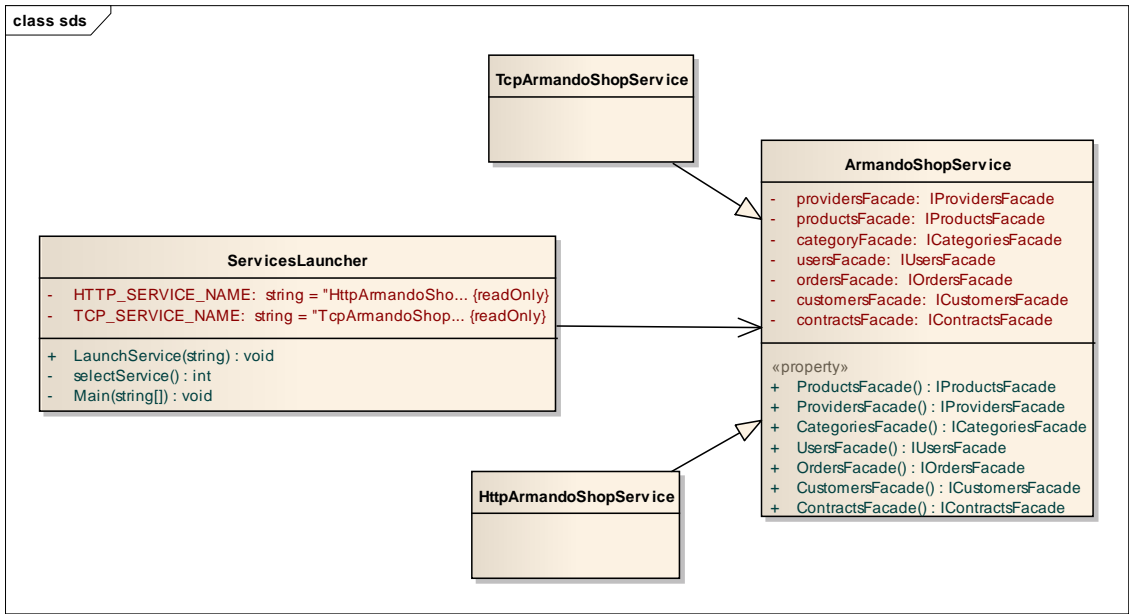 class sds
TcpArmandoShopService
ArmandoShopService
- providersFacade: IProvidersFacade
- productsFacade: IProductsFacade
- categoryFacade: ICategoriesFacade
- usersFacade: IUsersFacade
- ordersFacade: IOrdersFacade
- customersFacade: ICustomersFacade
- contractsFacade: IContractsFacade
«property»
+ ProductsFacade() : IProductsFacade
+ ProvidersFacade() : IProvidersFacade
+ CategoriesFacade() : ICategoriesFacade
+ UsersFacade() : IUsersFacade
+ OrdersFacade() : IOrdersFacade
+ CustomersFacade() : ICustomersFacade
+ ContractsFacade() : IContractsFacade
ServicesLauncher
- HTTP_SERVICE_NAME: string = "HttpArmandoSho... {readOnly}
- TCP_SERVICE_NAME: string = "TcpArmandoShop... {readOnly}
+ LaunchService(string) : void
- selectService() : int
- Main(string[]) : void
HttpArmandoShopService